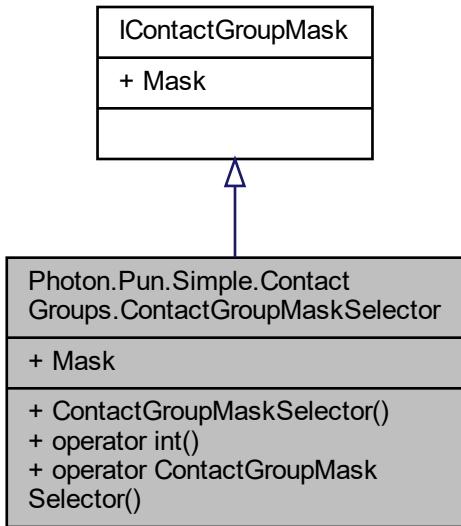 IContactGroupMask
+ Mask
Photon.Pun.Simple.Contact
Groups.ContactGroupMaskSelector
+ Mask
+ ContactGroupMaskSelector()
+ operator int()
+ operator ContactGroupMask
Selector()